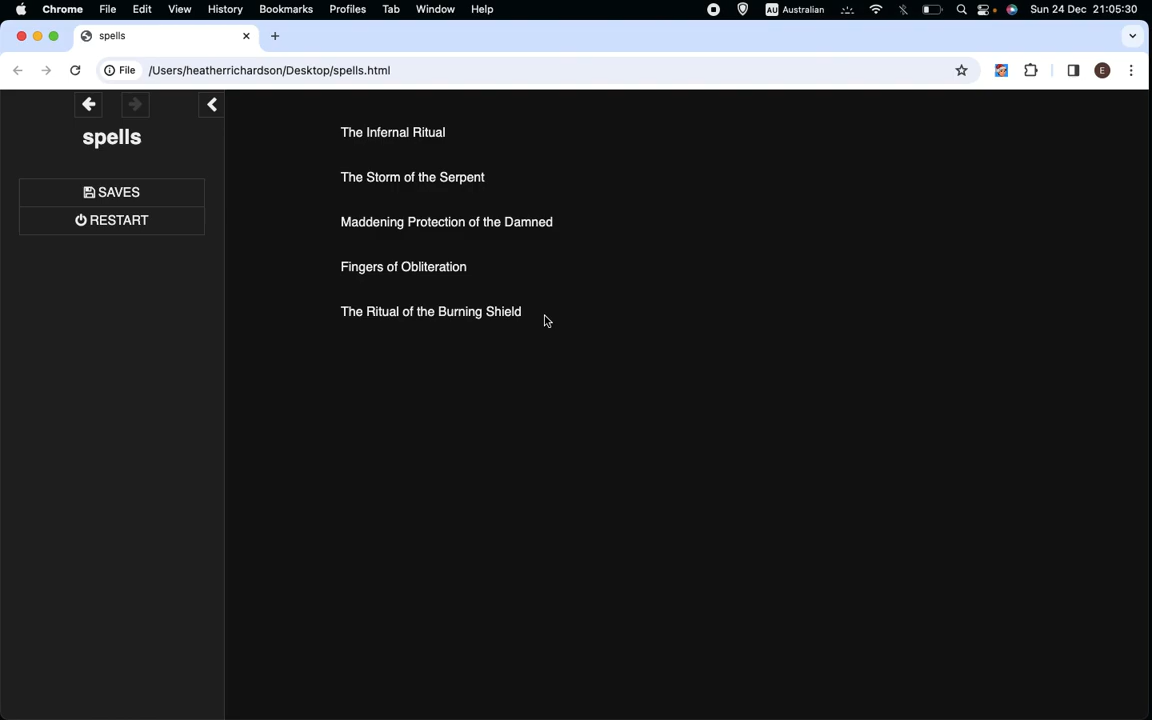 Chrome File Edit View History Bookmarks Profiles Tab Window Help AU Australian Sun 24 Dec 21:05:30
spells
File /Users/heatherrichardson/Desktop/spells.html E
spells
SAVES
RESTART
The Infernal Ritual
The Storm of the Serpent
Maddening Protection of the Damned
Fingers of Obliteration
The Ritual of the Burning Shield